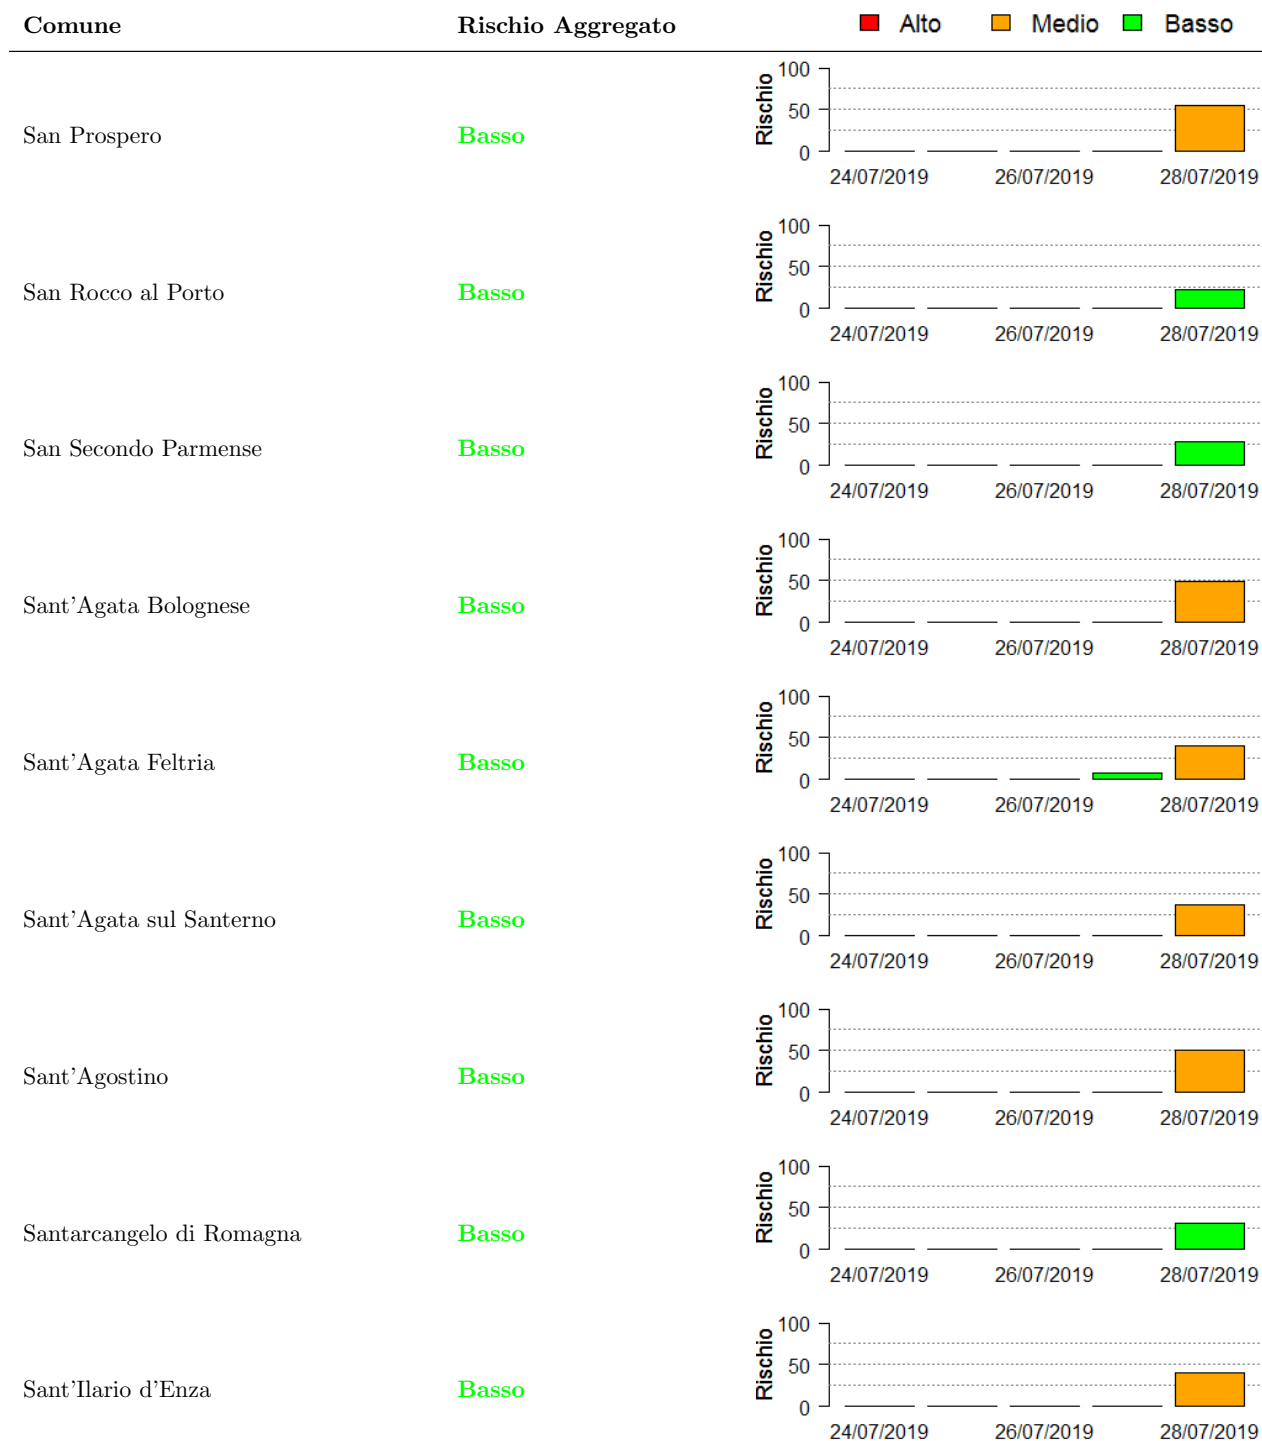 Comune Rischio Aggregato Alto Medio Basso
San Prospero Basso
Rischio
100
50
0
24/07/2019 26/07/2019 28/07/2019
San Rocco al Porto Basso
Rischio
100
50
0
24/07/2019 26/07/2019 28/07/2019
San Secondo Parmense Basso
Rischio
100
50
0
24/07/2019 26/07/2019 28/07/2019
Sant'Agata Bolognese Basso
Rischio
100
50
0
24/07/2019 26/07/2019 28/07/2019
Sant'Agata Feltria Basso
Rischio
100
50
0
24/07/2019 26/07/2019 28/07/2019
Sant'Agata sul Santerno Basso
Rischio
100
50
0
24/07/2019 26/07/2019 28/07/2019
Sant'Agostino Basso
Rischio
100
50
0
24/07/2019 26/07/2019 28/07/2019
Santarcangelo di Romagna Basso
Rischio
100
50
0
24/07/2019 26/07/2019 28/07/2019
Sant'Ilario d'Enza Basso
Rischio
100
50
0
24/07/2019 26/07/2019 28/07/2019